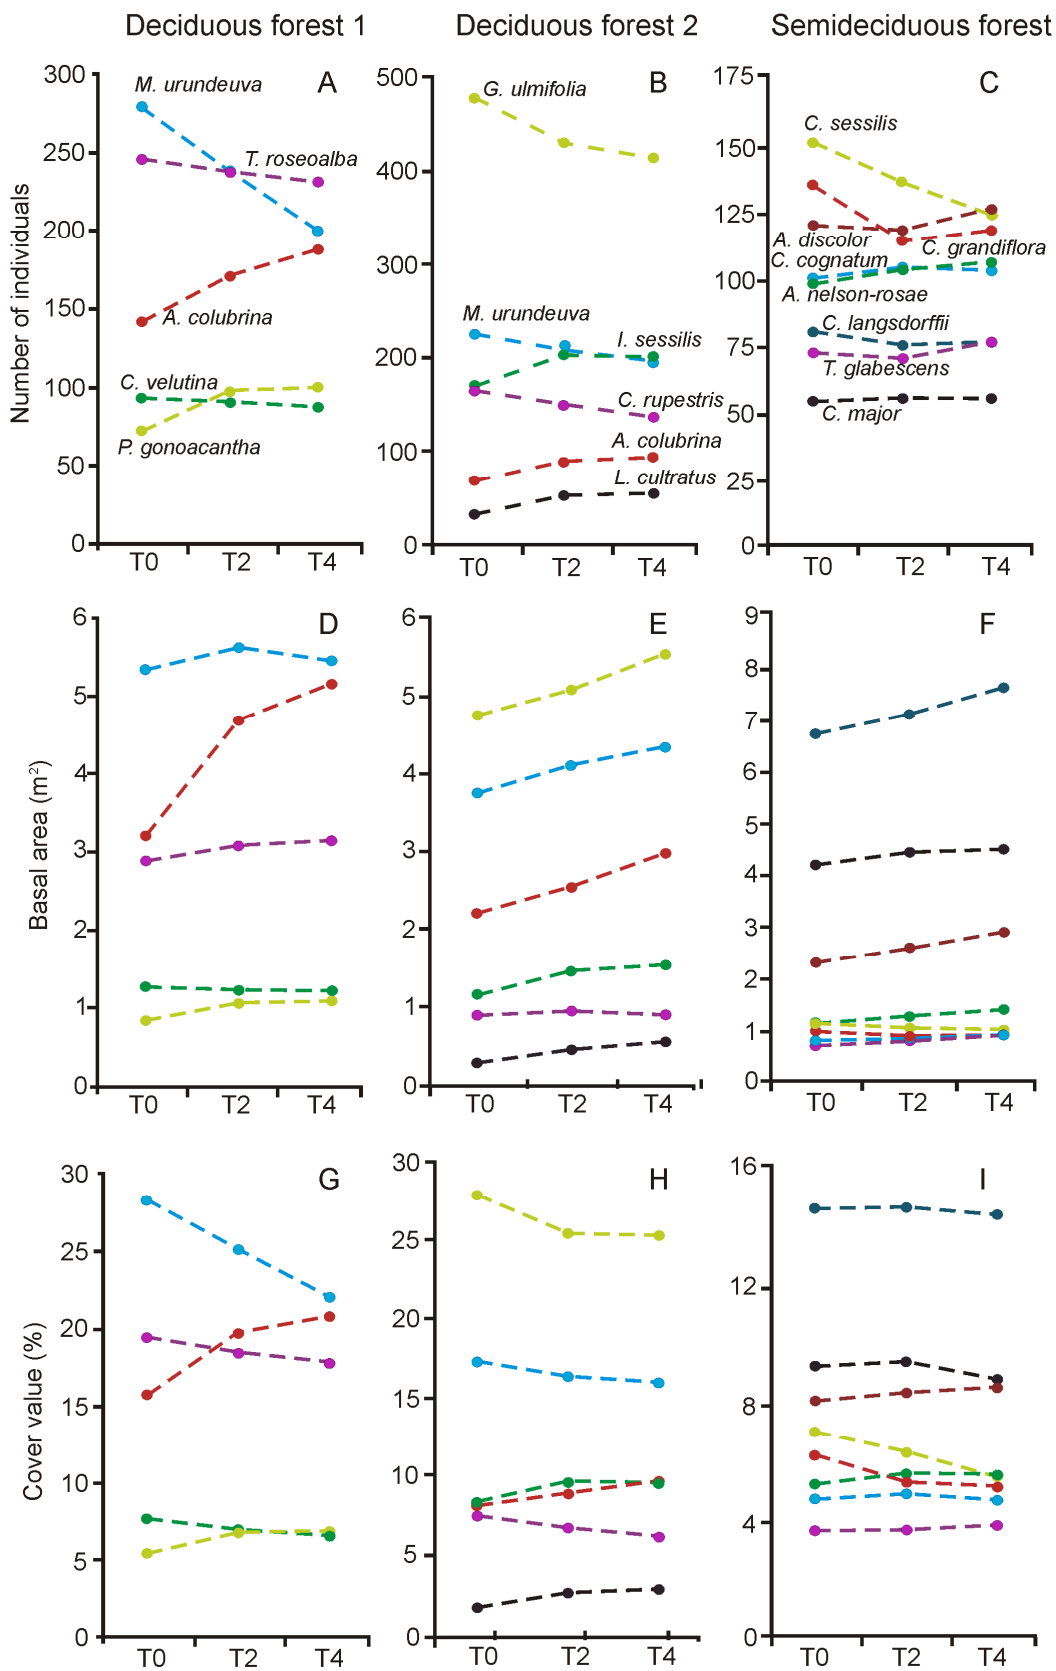 Deciduous forest 1
Deciduous forest 2
Semideciduous forest
Number of individuals
300
250
200
150
100
50
0
A
M. urundeuva
T. roseoalba
A. colubrina
C. velutina
P. gonoacantha
T0 T2 T4
500
400
300
200
100
0
B
G. ulmifolia
M. urundeuva
I. sessilis
C. rupestris
A. colubrina
L. cultratus
T0 T2 T4
175
150
125
100
75
50
25
0
C
C. sessilis
A. discolor
C. grandiflora
C. cognatum
A. nelson-rosae
C. langsdorffii
T. glabescens
C. major
T0 T2 T4
Basal area (m²)
6
5
4
3
2
1
0
D
T0 T2 T4
6
5
4
3
2
1
0
E
T0 T2 T4
9
8
7
6
5
4
3
2
1
0
F
T0 T2 T4
Cover value (%)
30
25
20
15
10
5
0
G
T0 T2 T4
30
25
20
15
10
5
0
H
T0 T2 T4
16
12
8
4
0
I
T0 T2 T4